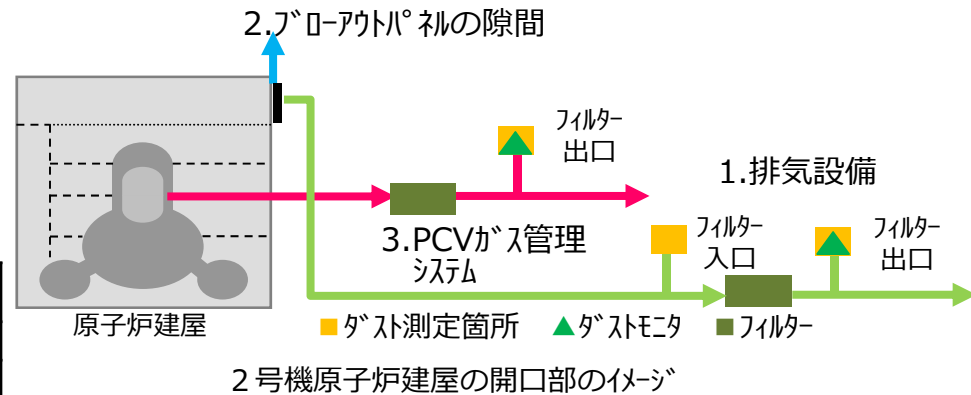 2.ﾌﾞﾛｰｱｳﾄﾊﾟﾈﾙの隙間
ﾌｨﾙﾀｰ
出口
1.排気設備
3.PCVｶﾞｽ管理
ｼｽﾃﾑ
ﾌｨﾙﾀｰ
入口
ﾌｨﾙﾀｰ
出口
原子炉建屋
■ﾀﾞｽﾄ測定箇所 ▲ﾀﾞｽﾄﾓﾆﾀ ■ﾌｨﾙﾀｰ
2号機原子炉建屋の開口部のｲﾒｰｼﾞ